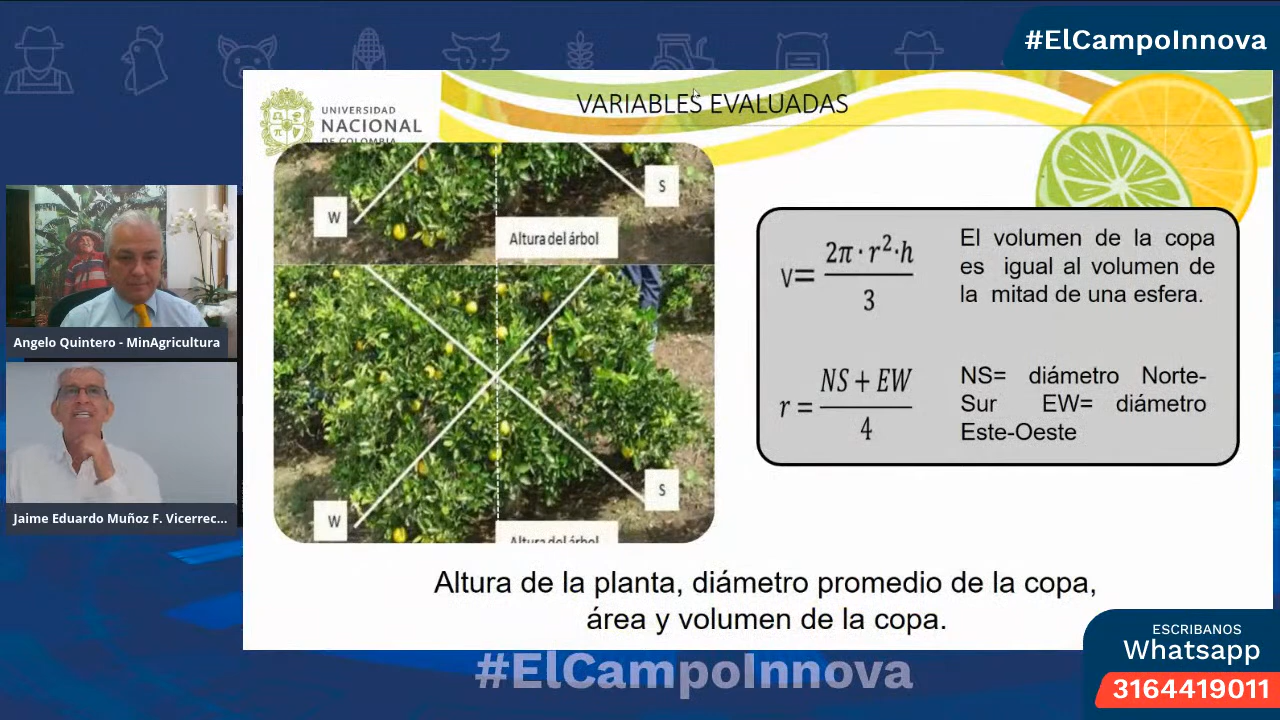 #ElCampoInnova
UNIVERSIDAD
NACIONAL
DE COLOMBIA
VARIABLES EVALUADAS
W
S
Altura del árbol
W
S
Altura del árbol
V= 2π · r²·h / 3
El volumen de la copa
es igual al volumen de
la mitad de una esfera.
r = NS + EW / 4
NS= diámetro Norte-
Sur EW= diámetro
Este-Oeste
Altura de la planta, diámetro promedio de la copa,
área y volumen de la copa.
Angelo Quintero - MinAgricultura
Jaime Eduardo Muñoz F. Vicerrec...
ESCRIBANOS
Whatsapp
3164419011
#ElCampoInnova